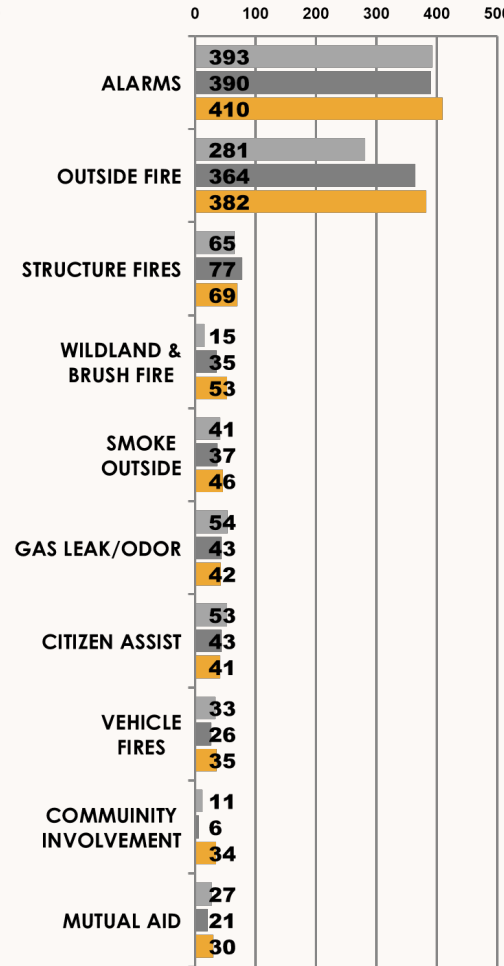 0 100 200 300 400 500
ALARMS
393
390
410
OUTSIDE FIRE
281
364
382
STRUCTURE FIRES
65
77
69
WILDLAND &
BRUSH FIRE
15
35
53
SMOKE
OUTSIDE
41
37
46
GAS LEAK/ODOR
54
43
42
CITIZEN ASSIST
53
43
41
VEHICLE
FIRES
33
26
35
COMMUINITY
INVOLVEMENT
11
6
34
MUTUAL AID
27
21
30